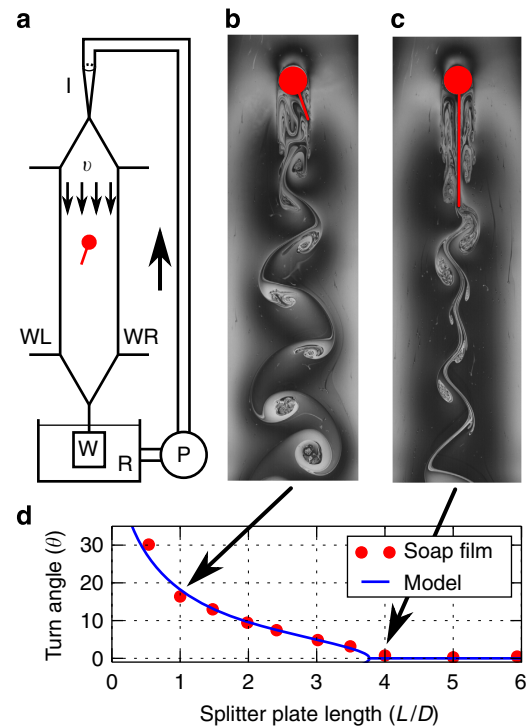 a
b
c
I
υ
WL
WR
W
R
P
d
Turn angle (θ)
30
20
10
0
Soap film
Model
0 1 2 3 4 5 6
Splitter plate length (L/D)